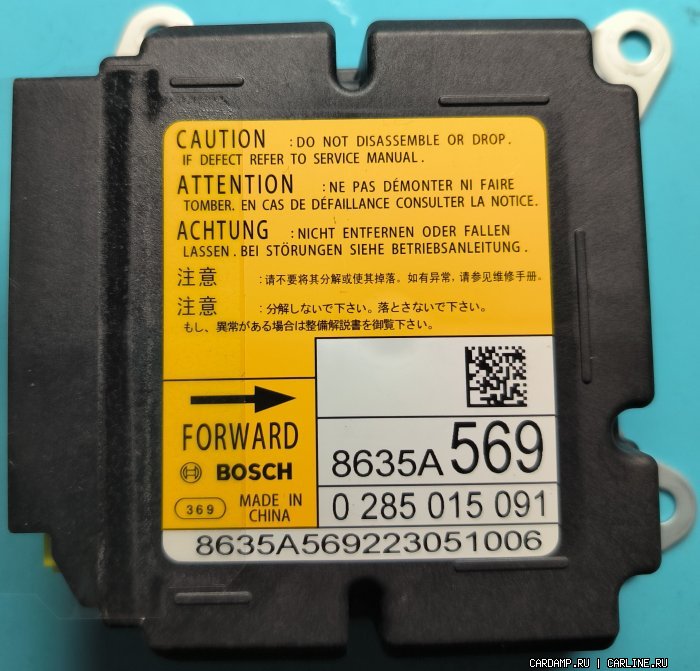 CAUTION : DO NOT DISASSEMBLE OR DROP.
IF DEFECT REFER TO SERVICE MANUAL.
ATTENTION : NE PAS DÉMONTER NI FAIRE
TOMBER. EN CAS DE DÉFAILLANCE CONSULTER LA NOTICE.
ACHTUNG : NICHT ENTFERNEN ODER FALLEN
LASSEN. BEI STÖRUNGEN SIEHE BETRIEBSANLEITUNG.
注意 : 请不要将其分解或使其掉落。如有异常, 请参见维修手册。
注意 : 分解しないで下さい。落とさないで下さい。
もし、異常がある場合は整備解説書を御覧下さい。
FORWARD
BOSCH
369 MADE IN
CHINA
8635A 569
0 285 015 091
8635A569223051006
CARDAMP.RU | CARLINE.RU